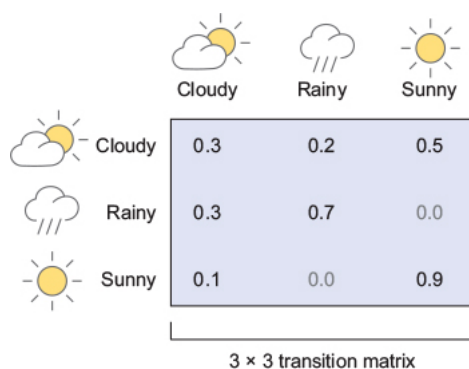 Cloudy Rainy Sunny
Cloudy 0.3 0.2 0.5
Rainy 0.3 0.7 0.0
Sunny 0.1 0.0 0.9
3 × 3 transition matrix